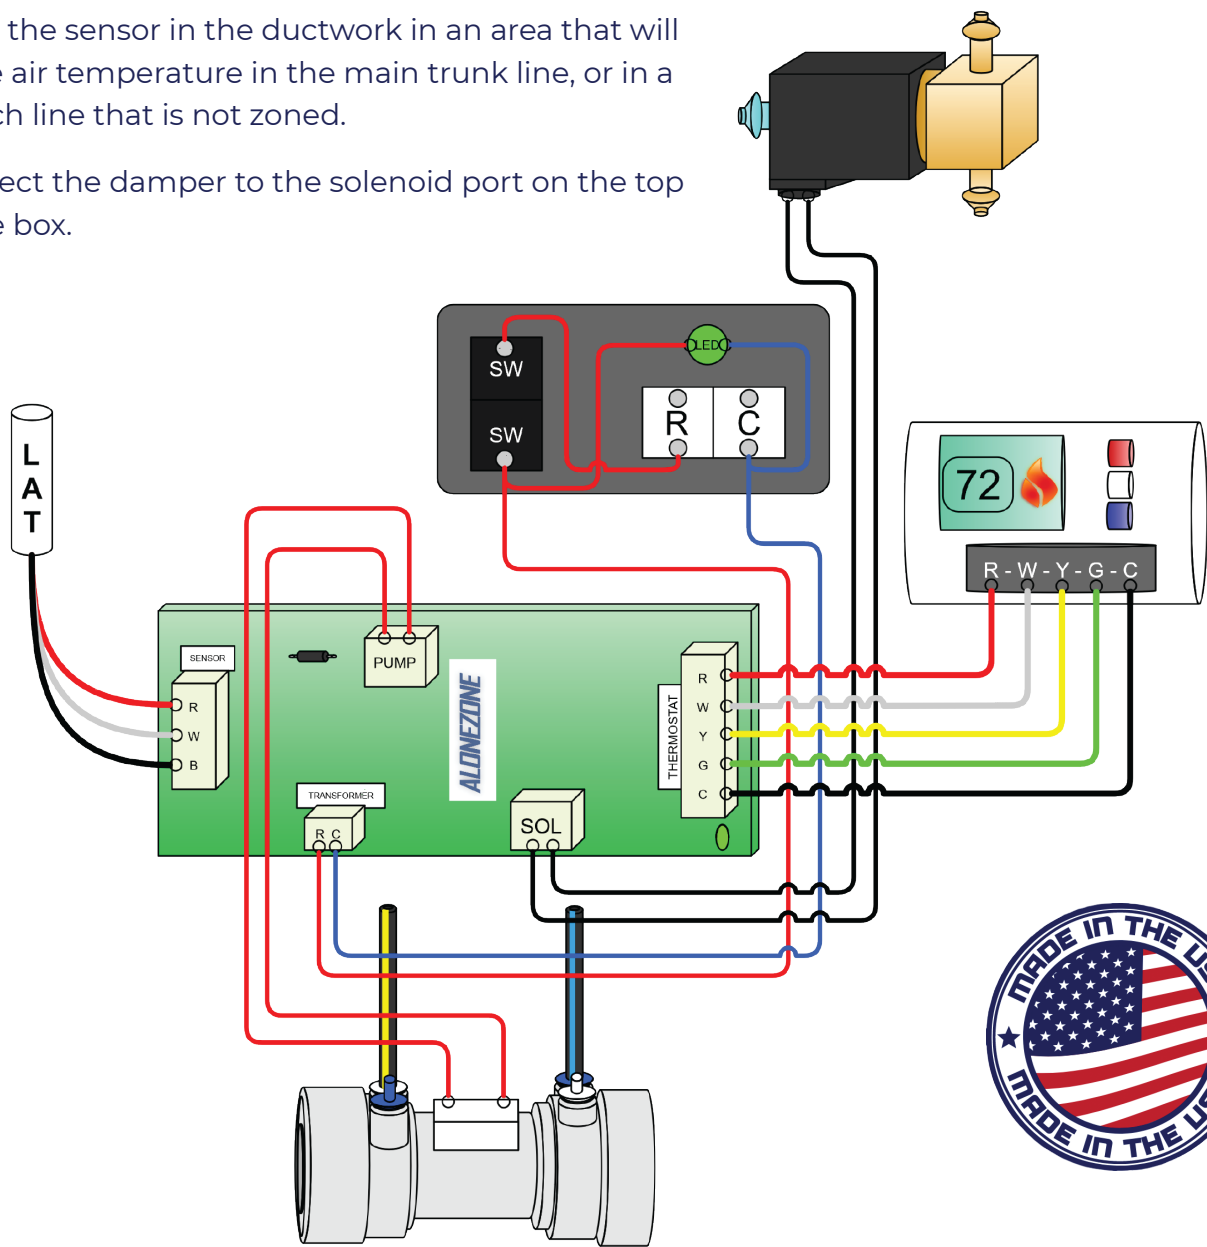 the sensor in the ductwork in an area that will
e air temperature in the main trunk line, or in a
ch line that is not zoned.
ect the damper to the solenoid port on the top
e box.
SW
LED
R C
SW
L
A
T
72
R - W - Y - G - C
SENSOR
R
W
B
PUMP
ALONEZONE
THERMOSTAT
R
W
Y
G
C
TRANSFORMER
R C
SOL
MADE IN THE US
MADE IN THE US